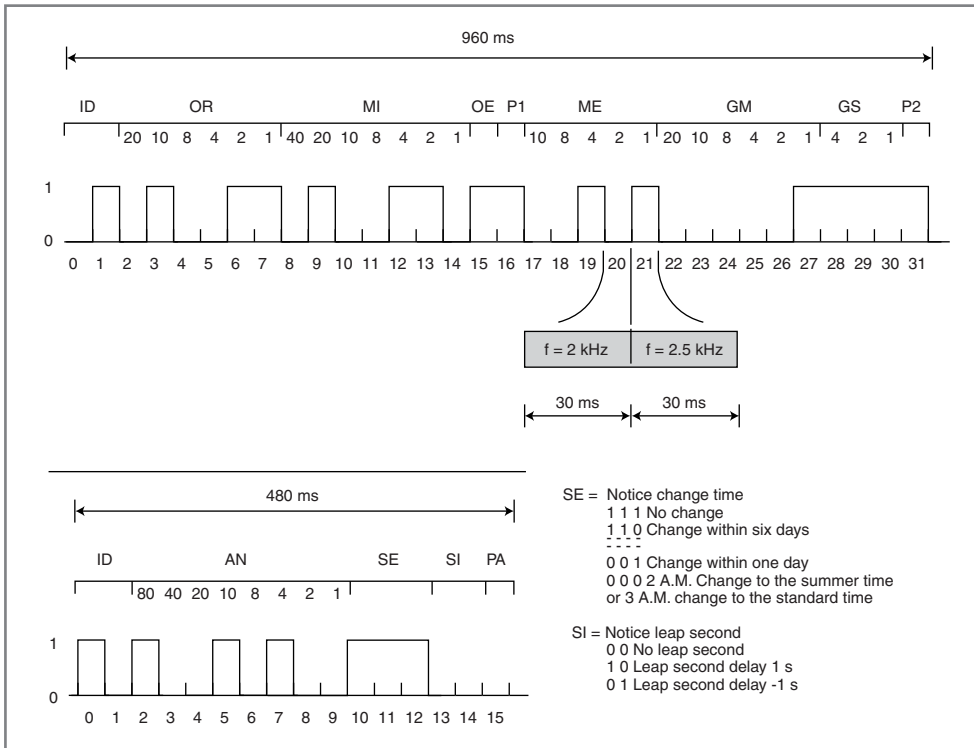 960 ms
ID OR MI OE P1 ME GM GS P2
20 10 8 4 2 1 40 20 10 8 4 2 1 10 8 4 2 1 20 10 8 4 2 1 4 2 1
1
0
0 1 2 3 4 5 6 7 8 9 10 11 12 13 14 15 16 17 18 19 20 21 22 23 24 25 26 27 28 29 30 31
f = 2 kHz f = 2.5 kHz
30 ms 30 ms
480 ms
ID AN SE SI PA
80 40 20 10 8 4 2 1
1
0
0 1 2 3 4 5 6 7 8 9 10 11 12 13 14 15
SE = Notice change time
1 1 1 No change
1 1 0 Change within six days
0 0 1 Change within one day
0 0 0 2 A.M. Change to the summer time
or 3 A.M. change to the standard time
SI = Notice leap second
0 0 No leap second
1 0 Leap second delay 1 s
0 1 Leap second delay -1 s